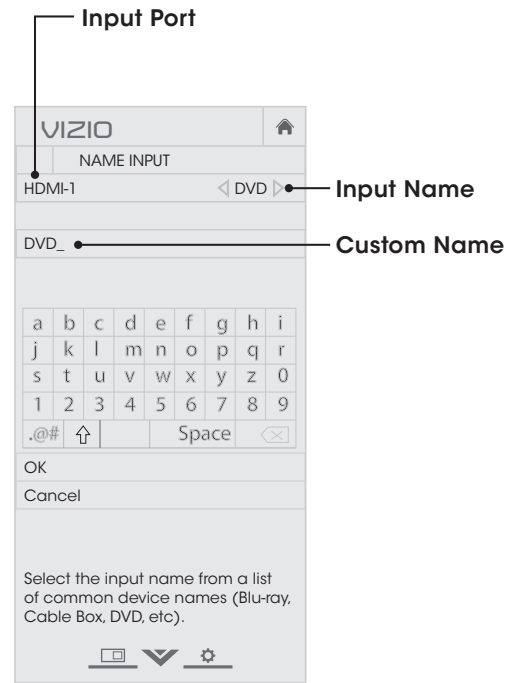 Input Port
VIZIO
NAME INPUT
HDMI-1 DVD
Input Name
DVD_
Custom Name
a b c d e f g h i
j k l m n o p q r
s t u v w x y z 0
1 2 3 4 5 6 7 8 9
.@# Space
OK
Cancel
Select the input name from a list
of common device names (Blu-ray,
Cable Box, DVD, etc).